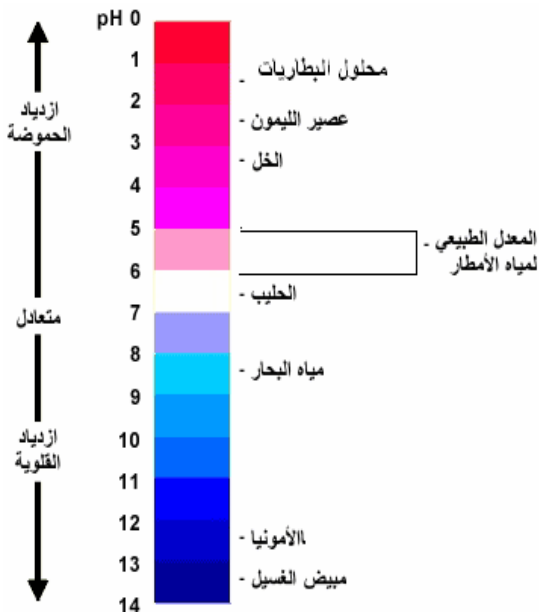 pH 0
1
محلول البطاريات
2
ازدياد
الحموضة
عصير الليمون -
3
الخل -
4
5
المعدل الطبيعي -
لمياه الأمطار
6
الحليب -
7
متعادل
8
مياه البحار -
9
ازدياد
القلوية
10
11
12
االأمونيا -
13
مبيض الغسيل -
14